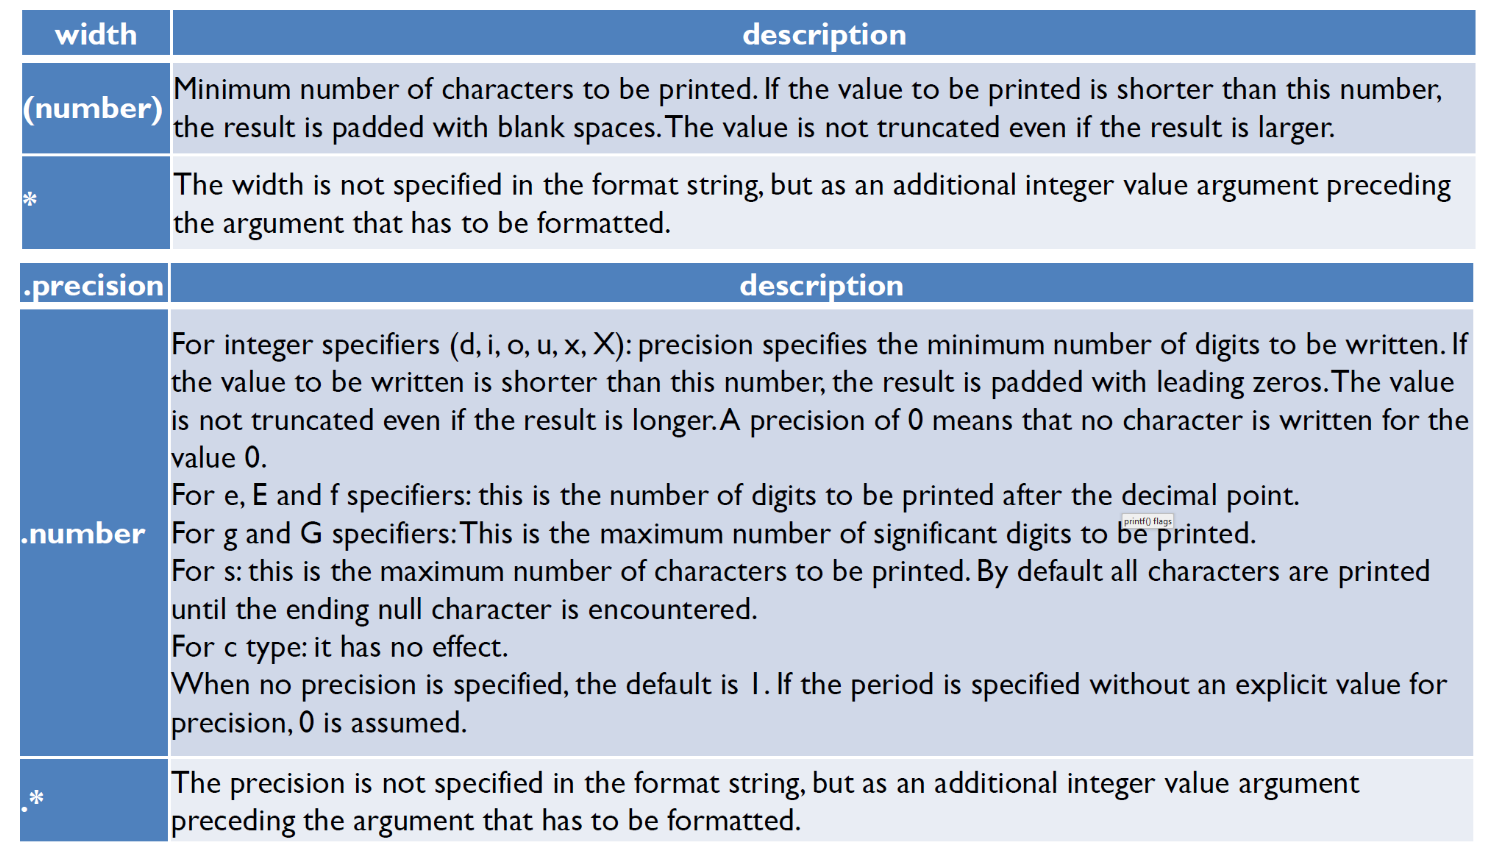 width description
(number) Minimum number of characters to be printed. If the value to be printed is shorter than this number,
the result is padded with blank spaces. The value is not truncated even if the result is larger.
* The width is not specified in the format string, but as an additional integer value argument preceding
the argument that has to be formatted.
.precision description
.number For integer specifiers (d, i, o, u, x, X): precision specifies the minimum number of digits to be written. If
the value to be written is shorter than this number, the result is padded with leading zeros. The value
is not truncated even if the result is longer. A precision of 0 means that no character is written for the
value 0.
For e, E and f specifiers: this is the number of digits to be printed after the decimal point.
printf() flags
For g and G specifiers: This is the maximum number of significant digits to be printed.
For s: this is the maximum number of characters to be printed. By default all characters are printed
until the ending null character is encountered.
For c type: it has no effect.
When no precision is specified, the default is 1. If the period is specified without an explicit value for
precision, 0 is assumed.
.* The precision is not specified in the format string, but as an additional integer value argument
preceding the argument that has to be formatted.